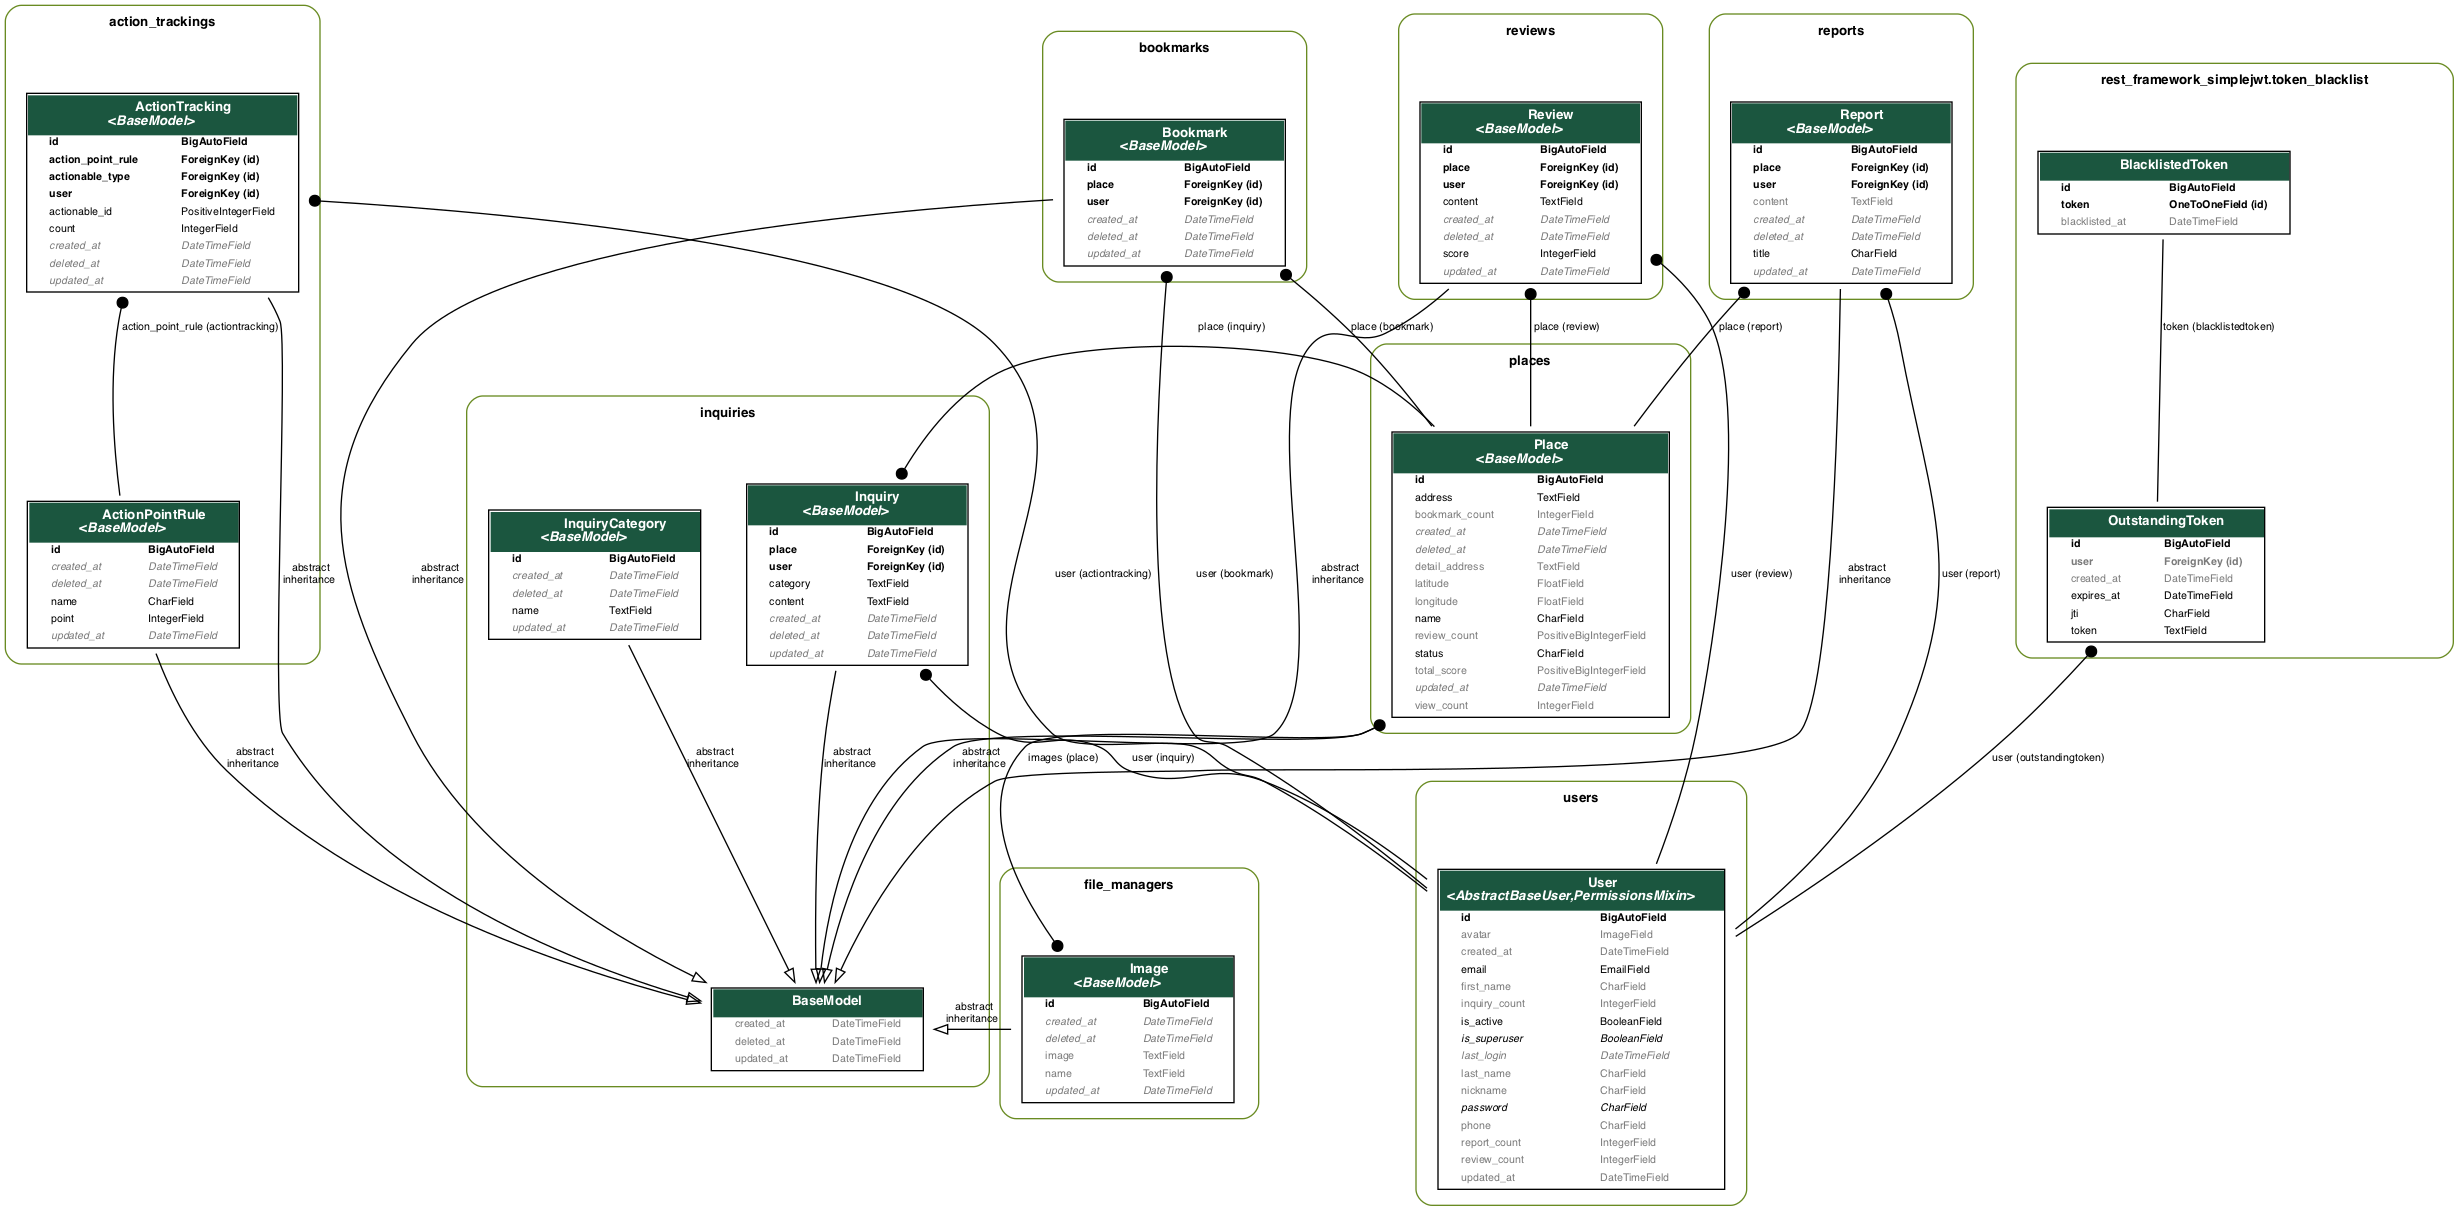 action_trackings
ActionTracking
<BaseModel>
id BigAutoField
action_point_rule ForeignKey (id)
actionable_type ForeignKey (id)
user ForeignKey (id)
actionable_id PositiveIntegerField
count IntegerField
created_at DateTimeField
deleted_at DateTimeField
updated_at DateTimeField
action_point_rule (actiontracking)
ActionPointRule
<BaseModel>
id BigAutoField
created_at DateTimeField
deleted_at DateTimeField
name CharField
point IntegerField
updated_at DateTimeField
abstract
inheritance
abstract
inheritance
abstract
inheritance
bookmarks
Bookmark
<BaseModel>
id BigAutoField
place ForeignKey (id)
user ForeignKey (id)
created_at DateTimeField
deleted_at DateTimeField
updated_at DateTimeField
reviews
Review
<BaseModel>
id BigAutoField
place ForeignKey (id)
user ForeignKey (id)
content TextField
created_at DateTimeField
deleted_at DateTimeField
score IntegerField
updated_at DateTimeField
reports
Report
<BaseModel>
id BigAutoField
place ForeignKey (id)
user ForeignKey (id)
content TextField
created_at DateTimeField
deleted_at DateTimeField
title CharField
updated_at DateTimeField
rest_framework_simplejwt.token_blacklist
BlacklistedToken
id BigAutoField
token OneToOneField (id)
blacklisted_at DateTimeField
token (blacklistedtoken)
OutstandingToken
id BigAutoField
user ForeignKey (id)
created_at DateTimeField
expires_at DateTimeField
jti CharField
token TextField
place (inquiry)
place (bookmark)
place (review)
place (report)
inquiries
InquiryCategory
<BaseModel>
id BigAutoField
created_at DateTimeField
deleted_at DateTimeField
name TextField
updated_at DateTimeField
Inquiry
<BaseModel>
id BigAutoField
place ForeignKey (id)
user ForeignKey (id)
category TextField
content TextField
created_at DateTimeField
deleted_at DateTimeField
updated_at DateTimeField
places
Place
<BaseModel>
id BigAutoField
address TextField
bookmark_count IntegerField
created_at DateTimeField
deleted_at DateTimeField
detail_address TextField
latitude FloatField
longitude FloatField
name CharField
review_count PositiveBigIntegerField
status CharField
total_score PositiveBigIntegerField
updated_at DateTimeField
view_count IntegerField
user (actiontracking)
user (bookmark)
abstract
inheritance
user (review)
abstract
inheritance
user (report)
abstract
inheritance
abstract
inheritance
abstract
inheritance
images (place)
user (inquiry)
user (outstandingtoken)
BaseModel
created_at DateTimeField
deleted_at DateTimeField
updated_at DateTimeField
abstract
inheritance
file_managers
Image
<BaseModel>
id BigAutoField
created_at DateTimeField
deleted_at DateTimeField
image TextField
name TextField
updated_at DateTimeField
users
User
<AbstractBaseUser,PermissionsMixin>
id BigAutoField
avatar ImageField
created_at DateTimeField
email EmailField
first_name CharField
inquiry_count IntegerField
is_active BooleanField
is_superuser BooleanField
last_login DateTimeField
last_name CharField
nickname CharField
password CharField
phone CharField
report_count IntegerField
review_count IntegerField
updated_at DateTimeField